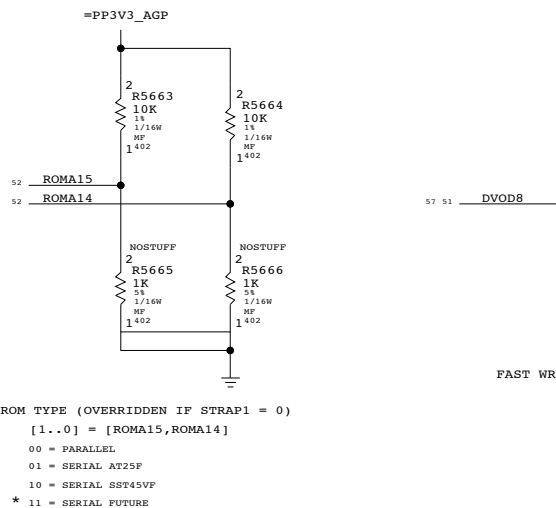 =PP3V3_AGP
2
R5663
10K
1%
1/16W
MF
402
1
2
R5664
10K
1%
1/16W
MF
402
1
52 ROMA15
52 ROMA14
57 51 DVOD8
NOSTUFF
2
R5665
1K
5%
1/16W
MF
402
1
NOSTUFF
2
R5666
1K
5%
1/16W
MF
402
1
FAST WR
ROM TYPE (OVERRIDDEN IF STRAP1 = 0)
[1..0] = [ROMA15,ROMA14]
00 = PARALLEL
01 = SERIAL AT25F
10 = SERIAL SST45VF
* 11 = SERIAL FUTURE